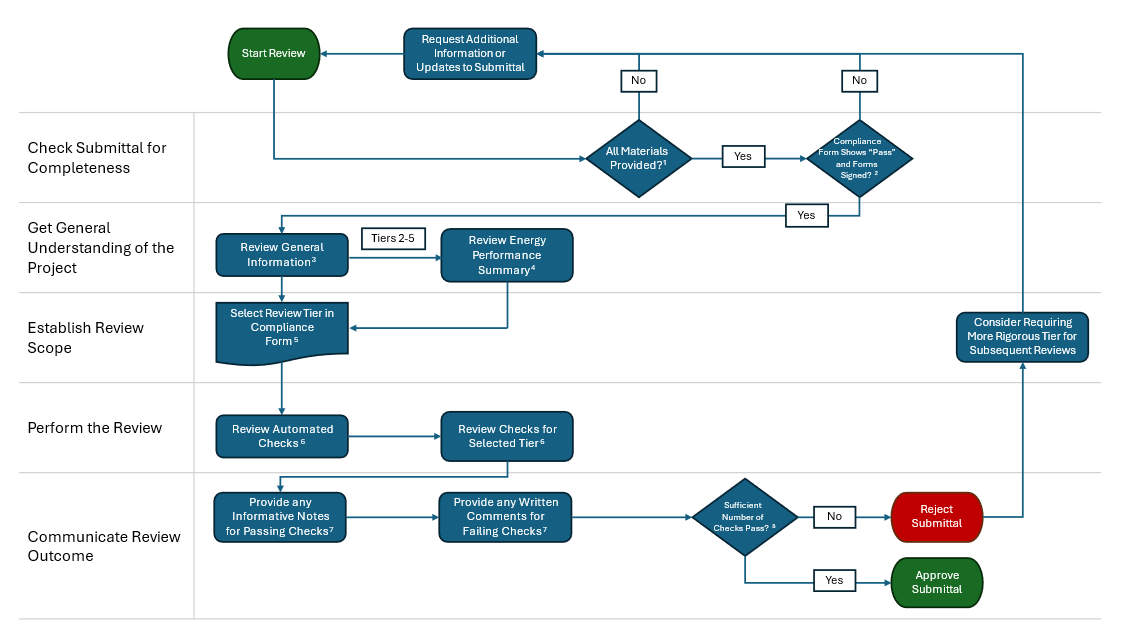 Start Review
Request Additional
Information or
Updates to Submittal
No
No
Check Submittal for
Completeness
All Materials
Provided?¹
Yes
Compliance
Form Shows "Pass"
and Forms
Signed? ²
Yes
Get General
Understanding of the
Project
Review General
Information³
Tiers 2-5
Review Energy
Performance
Summary⁴
Establish Review
Scope
Select Review Tier in
Compliance
Form ⁵
Consider Requiring
More Rigorous Tier for
Subsequent Reviews
Perform the Review
Review Automated
Checks ⁶
Review Checks for
Selected Tier ⁶
Communicate Review
Outcome
Provide any
Informative Notes
for Passing Checks⁷
Provide any Written
Comments for
Failing Checks⁷
Sufficient
Number of
Checks Pass? ⁸
No
Reject
Submittal
Yes
Approve
Submittal